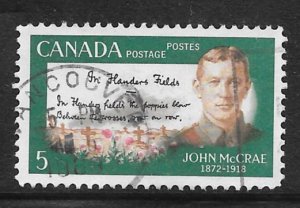 CANADA POSTES
POSTAGE
In Flanders Fields
In Flanders fields the poppies blow
Between the crosses, row on row,
5
JOHN McCRAE
1872-1918
ANCOUV